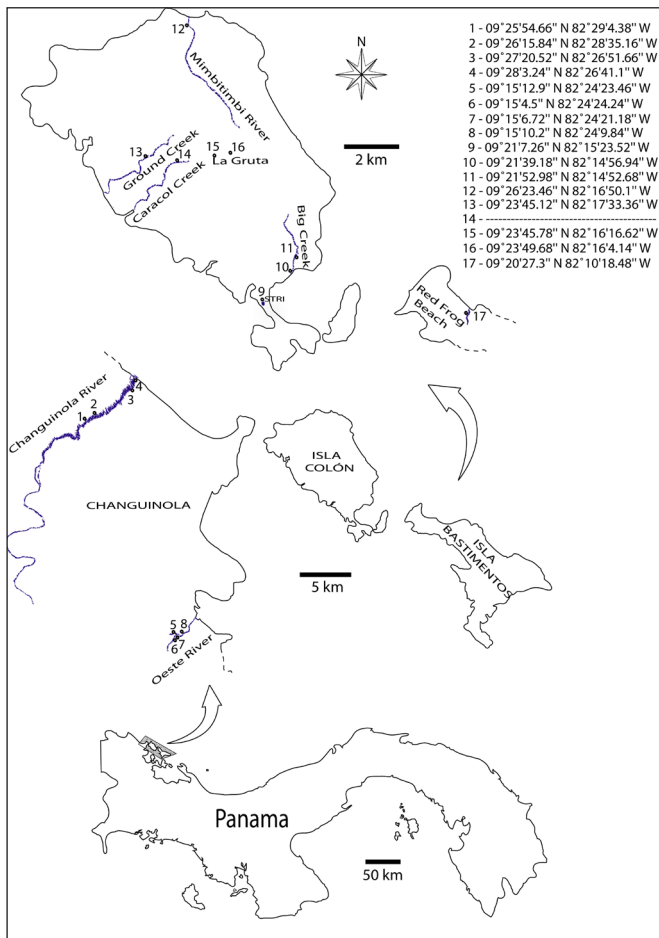 1 - 09˚25'54.66'' N 82˚29'4.38'' W
2 - 09˚26'15.84'' N 82˚28'35.16'' W
3 - 09˚27'20.52'' N 82˚26'51.66'' W
4 - 09˚28'3.24'' N 82˚26'41.1'' W
5 - 09˚15'12.9'' N 82˚24'23.46'' W
6 - 09˚15'4.5'' N 82˚24'24.24'' W
7 - 09˚15'6.72'' N 82˚24'21.18'' W
8 - 09˚15'10.2'' N 82˚24'9.84'' W
9 - 09˚21'7.26'' N 82˚15'23.52'' W
10 - 09˚21'39.18'' N 82˚14'56.94'' W
11 - 09˚21'52.98'' N 82˚14'52.68'' W
12 - 09˚26'23.46'' N 82˚16'50.1'' W
13 - 09˚23'45.12'' N 82˚17'33.36'' W
14 - ----------------------------------------
15 - 09˚23'45.78'' N 82˚16'16.62'' W
16 - 09˚23'49.68'' N 82˚16'4.14'' W
17 - 09˚20'27.3'' N 82˚10'18.48'' W
12
N
Mimbitimbi River
2 km
13
14
15
16
Ground Creek
La Gruta
Caracol Creek
Big Creek
11
10
9
STRI
Red Frog
Beach
17
Changuinola River
4
3
2
1
ISLA
COLÓN
CHANGUINOLA
ISLA
BASTIMENTOS
5 km
5
8
6
7
Oeste River
Panama
50 km